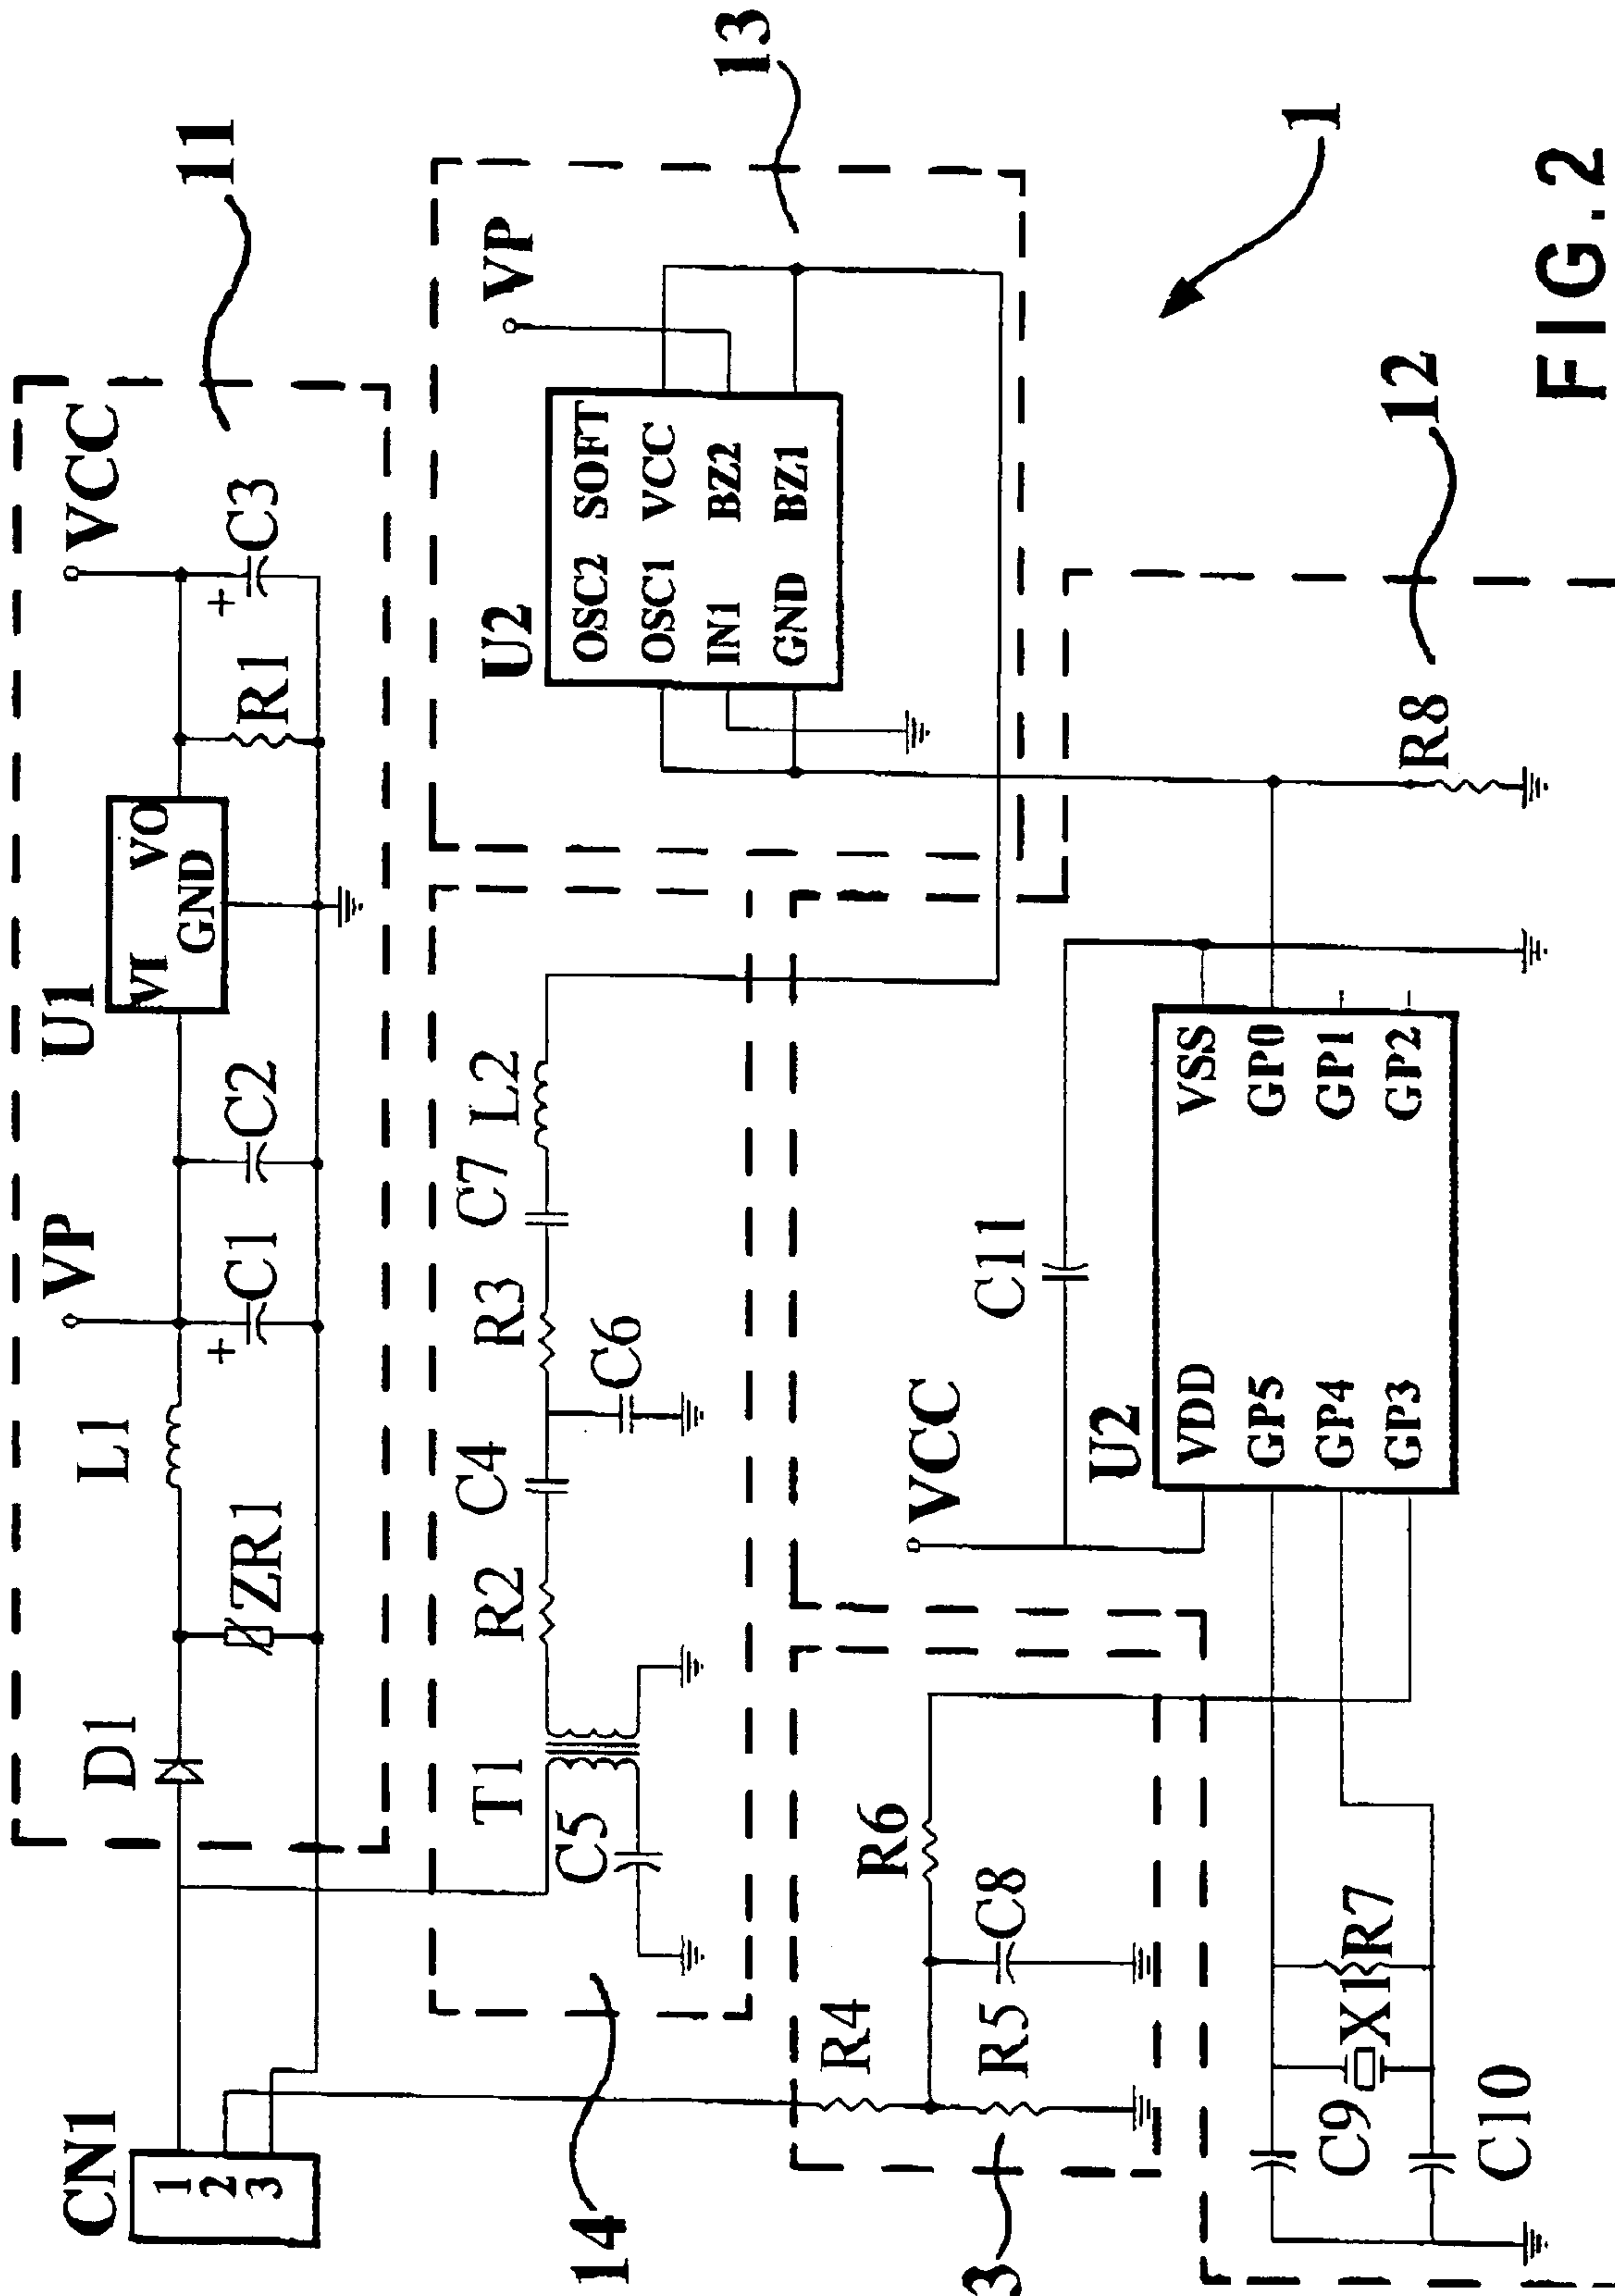 CN1
1
2
3
D1
ZR1
L1
VP
C1
+
C2
U1
VI VO
GND
R1
VCC
C3
+
11
14
T1
C5
R2
C4
C6
R3
C7
L2
U2
OSC2 SOFT
OSC1 VCC
IN1 BZ2
GND BZ1
VP
13
3
R4
R5
C8
R6
VCC
C11
U2
VDD VSS
GP5 GP0
GP4 GP1
GP3 GP2
C9
X1
R7
C10
R8
12
1
FIG.2